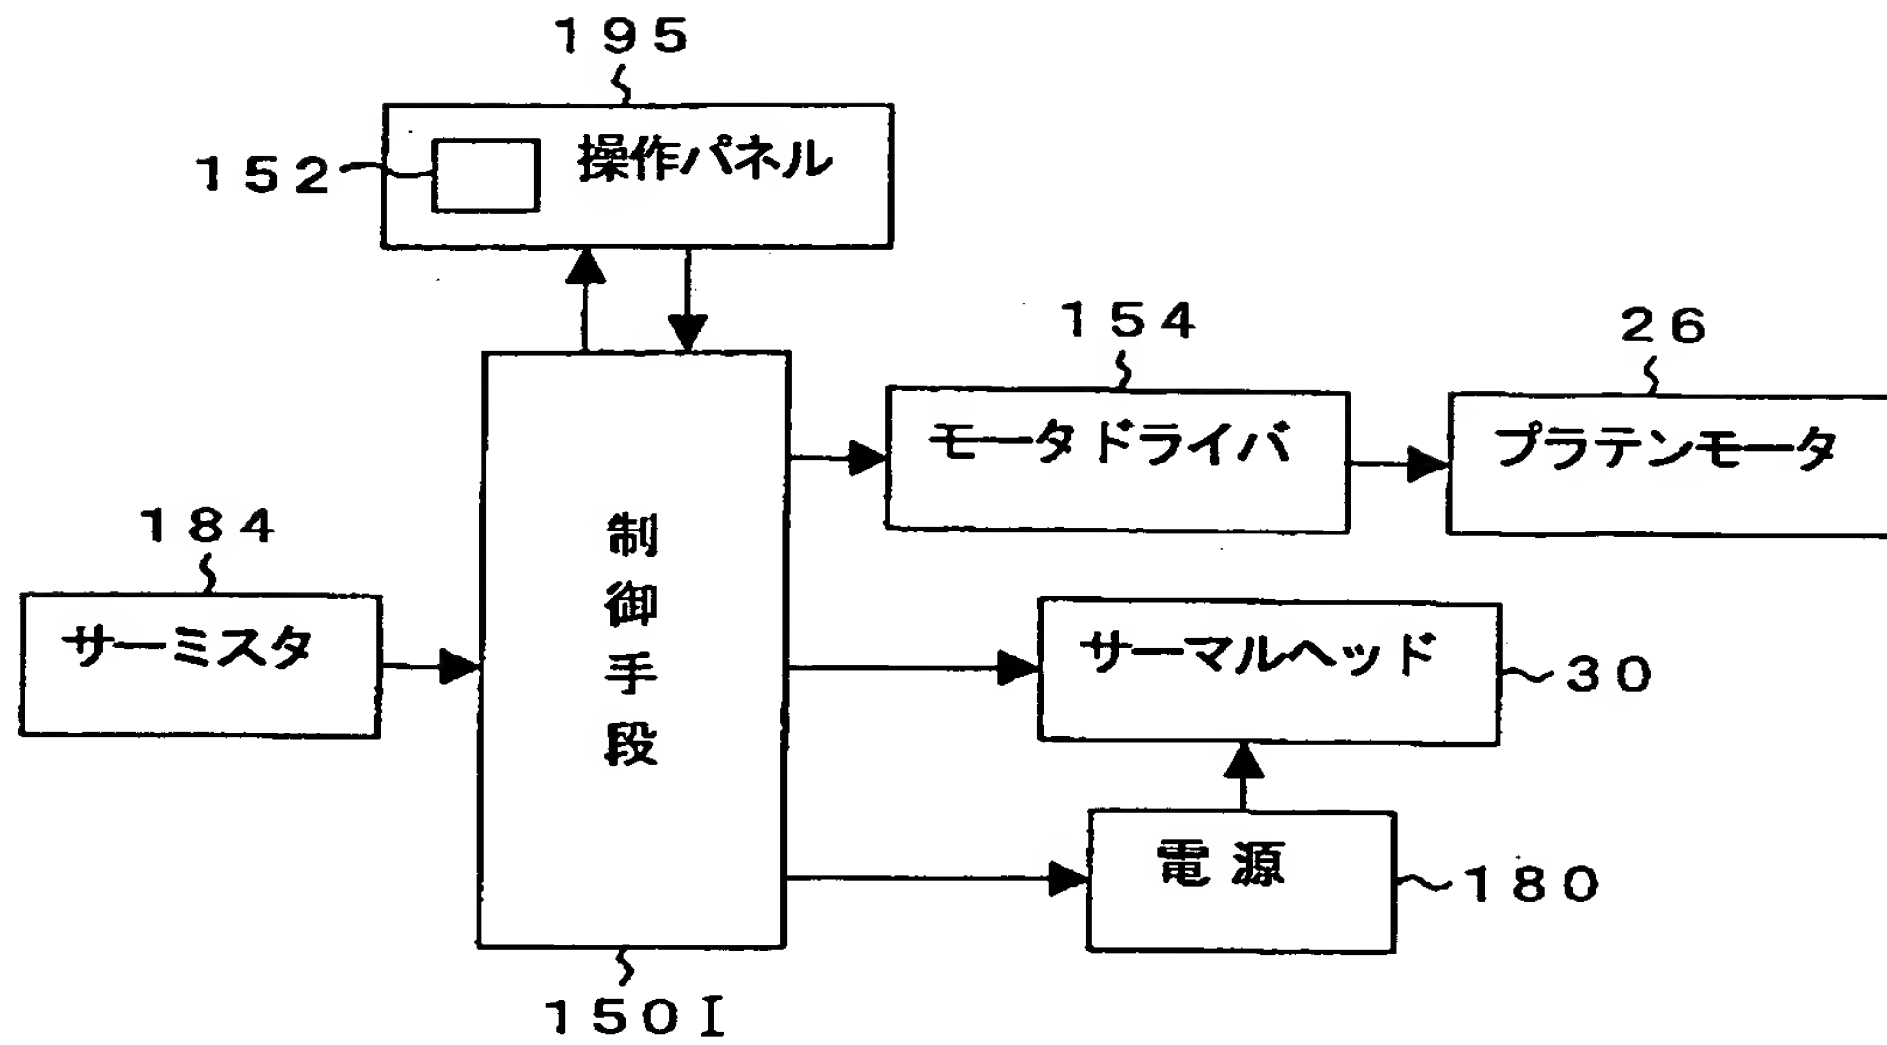 195
152
操作パネル
154
26
モータドライバ
プラテンモータ
184
サーミスタ
制御手段
サーマルヘッド
30
電源
180
150I